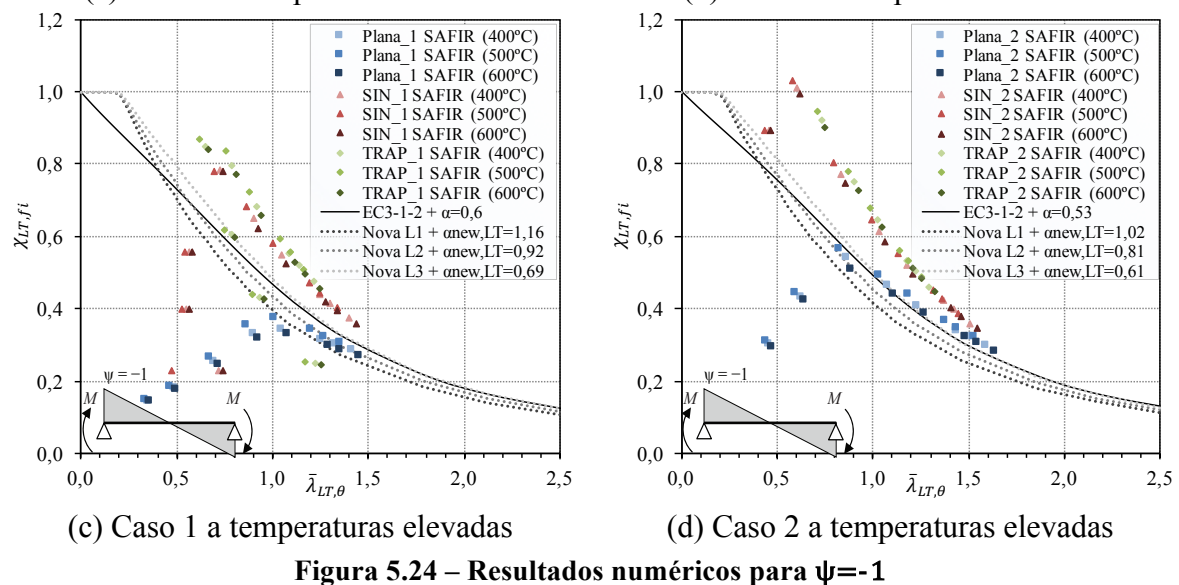 1,2
1,0
0,8
0,6
0,4
0,2
0,0
χLT,fi
Plana_1 SAFIR (400ºC)
Plana_1 SAFIR (500ºC)
Plana_1 SAFIR (600ºC)
SIN_1 SAFIR (400ºC)
SIN_1 SAFIR (500ºC)
SIN_1 SAFIR (600ºC)
TRAP_1 SAFIR (400ºC)
TRAP_1 SAFIR (500ºC)
TRAP_1 SAFIR (600ºC)
EC3-1-2 + α=0,6
Nova L1 + αnew,LT=1,16
Nova L2 + αnew,LT=0,92
Nova L3 + αnew,LT=0,69
ψ = −1
M M
0,0 0,5 1,0 1,5 2,0 2,5
λ̄LT,θ
(c) Caso 1 a temperaturas elevadas
1,2
1,0
0,8
0,6
0,4
0,2
0,0
χLT,fi
Plana_2 SAFIR (400ºC)
Plana_2 SAFIR (500ºC)
Plana_2 SAFIR (600ºC)
SIN_2 SAFIR (400ºC)
SIN_2 SAFIR (500ºC)
SIN_2 SAFIR (600ºC)
TRAP_2 SAFIR (400ºC)
TRAP_2 SAFIR (500ºC)
TRAP_2 SAFIR (600ºC)
EC3-1-2 + α=0,53
Nova L1 + αnew,LT=1,02
Nova L2 + αnew,LT=0,81
Nova L3 + αnew,LT=0,61
ψ = −1
M M
0,0 0,5 1,0 1,5 2,0 2,5
λ̄LT,θ
(d) Caso 2 a temperaturas elevadas
Figura 5.24 – Resultados numéricos para ψ=-1